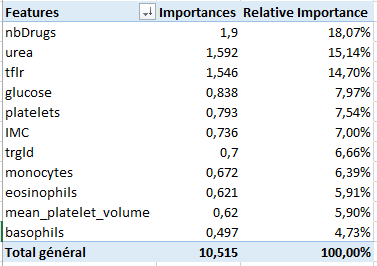 Features Importances Relative Importance
nbDrugs 1,9 18,07%
urea 1,592 15,14%
tflr 1,546 14,70%
glucose 0,838 7,97%
platelets 0,793 7,54%
IMC 0,736 7,00%
trgld 0,7 6,66%
monocytes 0,672 6,39%
eosinophils 0,621 5,91%
mean_platelet_volume 0,62 5,90%
basophils 0,497 4,73%
Total général 10,515 100,00%